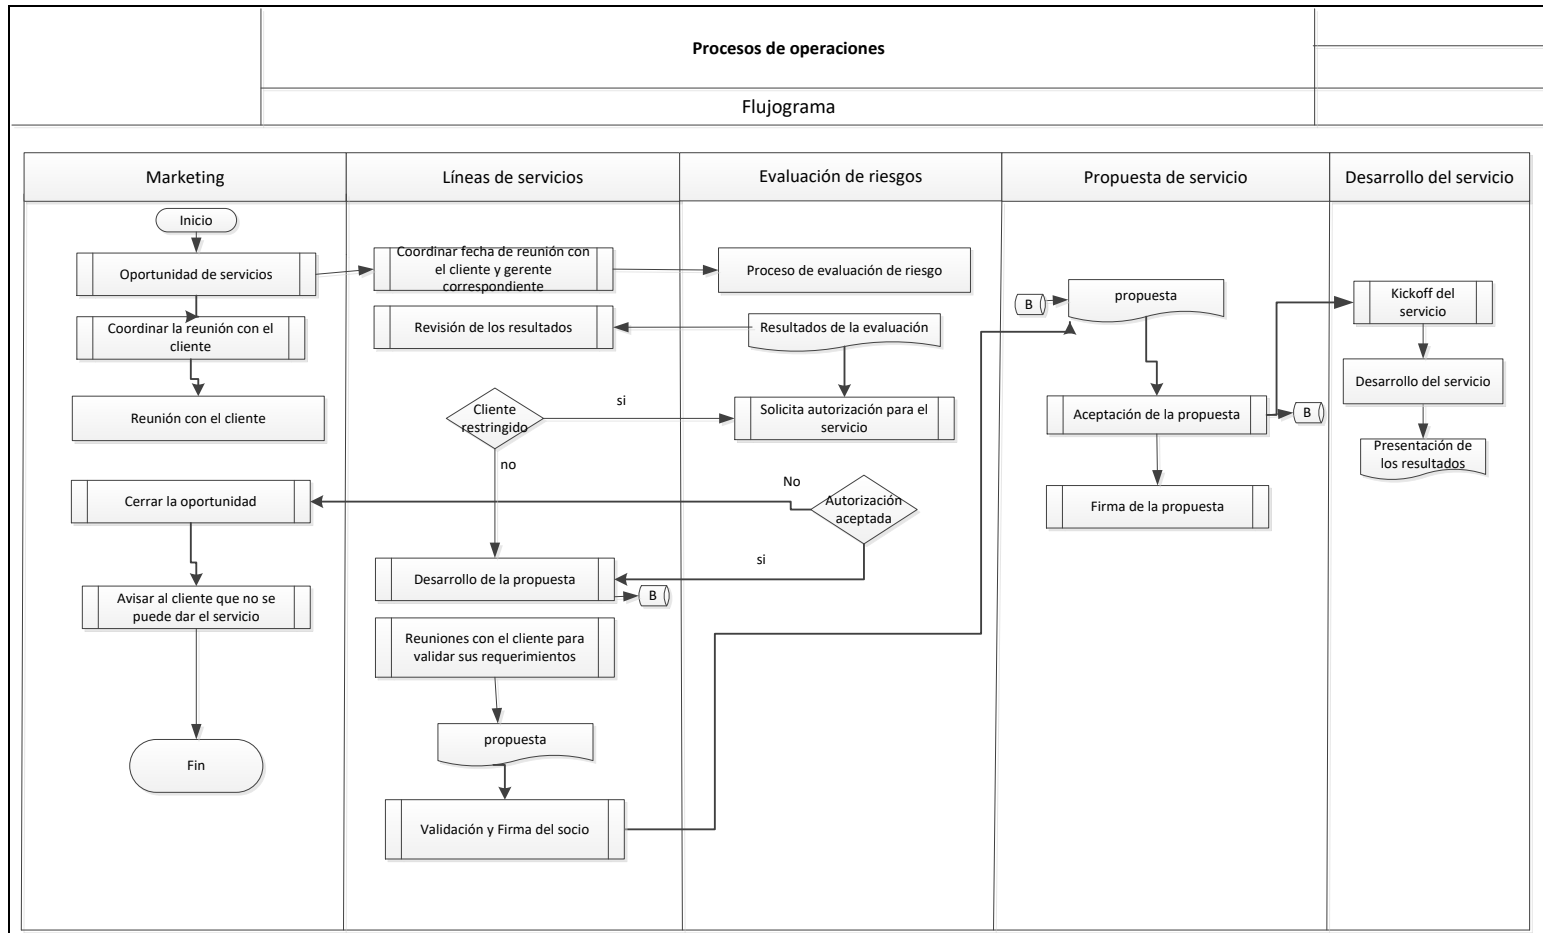 Procesos de operaciones
Flujograma
Marketing
Líneas de servicios
Evaluación de riesgos
Propuesta de servicio
Desarrollo del servicio
Inicio
Oportunidad de servicios
Coordinar la reunión con el
cliente
Reunión con el cliente
Cerrar la oportunidad
Avisar al cliente que no se
puede dar el servicio
Fin
Coordinar fecha de reunión con
el cliente y gerente
correspondiente
Revisión de los resultados
Cliente
restringido
si
no
Desarrollo de la propuesta
B
Reuniones con el cliente para
validar sus requerimientos
propuesta
Validación y Firma del socio
Proceso de evaluación de riesgo
Resultados de la evaluación
Solicita autorización para el
servicio
No
Autorización
aceptada
si
B
propuesta
Aceptación de la propuesta
B
Firma de la propuesta
Kickoff del
servicio
Desarrollo del servicio
Presentación de
los resultados